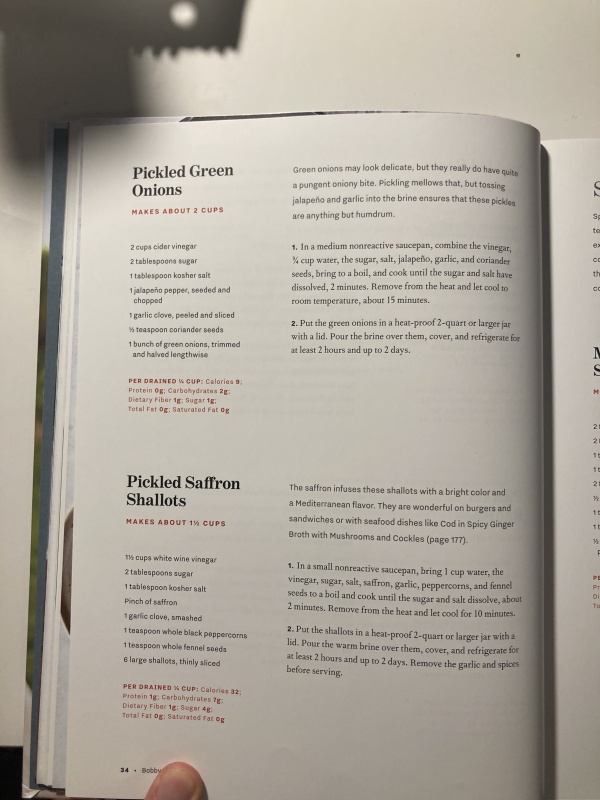 Pickled Green
Onions
MAKES ABOUT 2 CUPS
2 cups cider vinegar
2 tablespoons sugar
1 tablespoon kosher salt
1 jalapeño pepper, seeded and
chopped
1 garlic clove, peeled and sliced
½ teaspoon coriander seeds
1 bunch of green onions, trimmed
and halved lengthwise
PER DRAINED ¼ CUP: Calories 9;
Protein 0g; Carbohydrates 2g;
Dietary Fiber 1g; Sugar 1g;
Total Fat 0g; Saturated Fat 0g
Green onions may look delicate, but they really do have quite
a pungent oniony bite. Pickling mellows that, but tossing
jalapeño and garlic into the brine ensures that these pickles
are anything but humdrum.
1. In a medium nonreactive saucepan, combine the vinegar,
¾ cup water, the sugar, salt, jalapeño, garlic, and coriander
seeds, bring to a boil, and cook until the sugar and salt have
dissolved, 2 minutes. Remove from the heat and let cool to
room temperature, about 15 minutes.
2. Put the green onions in a heat-proof 2-quart or larger jar
with a lid. Pour the brine over them, cover, and refrigerate for
at least 2 hours and up to 2 days.
Pickled Saffron
Shallots
MAKES ABOUT 1½ CUPS
1½ cups white wine vinegar
2 tablespoons sugar
1 tablespoon kosher salt
Pinch of saffron
1 garlic clove, smashed
1 teaspoon whole black peppercorns
1 teaspoon whole fennel seeds
6 large shallots, thinly sliced
PER DRAINED ¼ CUP: Calories 32;
Protein 1g; Carbohydrates 7g;
Dietary Fiber 1g; Sugar 4g;
Total Fat 0g; Saturated Fat 0g
The saffron infuses these shallots with a bright color and
a Mediterranean flavor. They are wonderful on burgers and
sandwiches or with seafood dishes like Cod in Spicy Ginger
Broth with Mushrooms and Cockles (page 177).
1. In a small nonreactive saucepan, bring 1 cup water, the
vinegar, sugar, salt, saffron, garlic, peppercorns, and fennel
seeds to a boil and cook until the sugar and salt dissolve, about
2 minutes. Remove from the heat and let cool for 10 minutes.
2. Put the shallots in a heat-proof 2-quart or larger jar with a
lid. Pour the warm brine over them, cover, and refrigerate for
at least 2 hours and up to 2 days. Remove the garlic and spices
before serving.
34 • Bobby